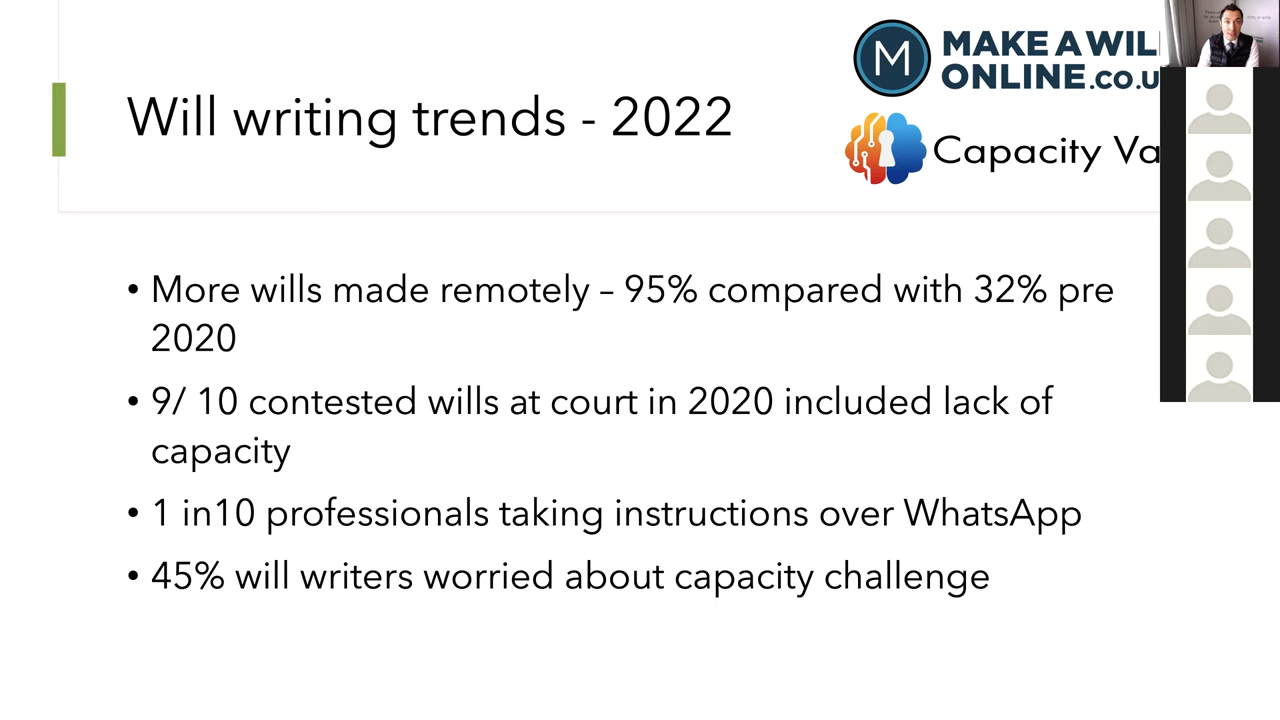 MAKE A WIL
ONLINE.co.u
Will writing trends - 2022
Capacity Va
• More wills made remotely – 95% compared with 32% pre
2020
• 9/ 10 contested wills at court in 2020 included lack of
capacity
• 1 in10 professionals taking instructions over WhatsApp
• 45% will writers worried about capacity challenge